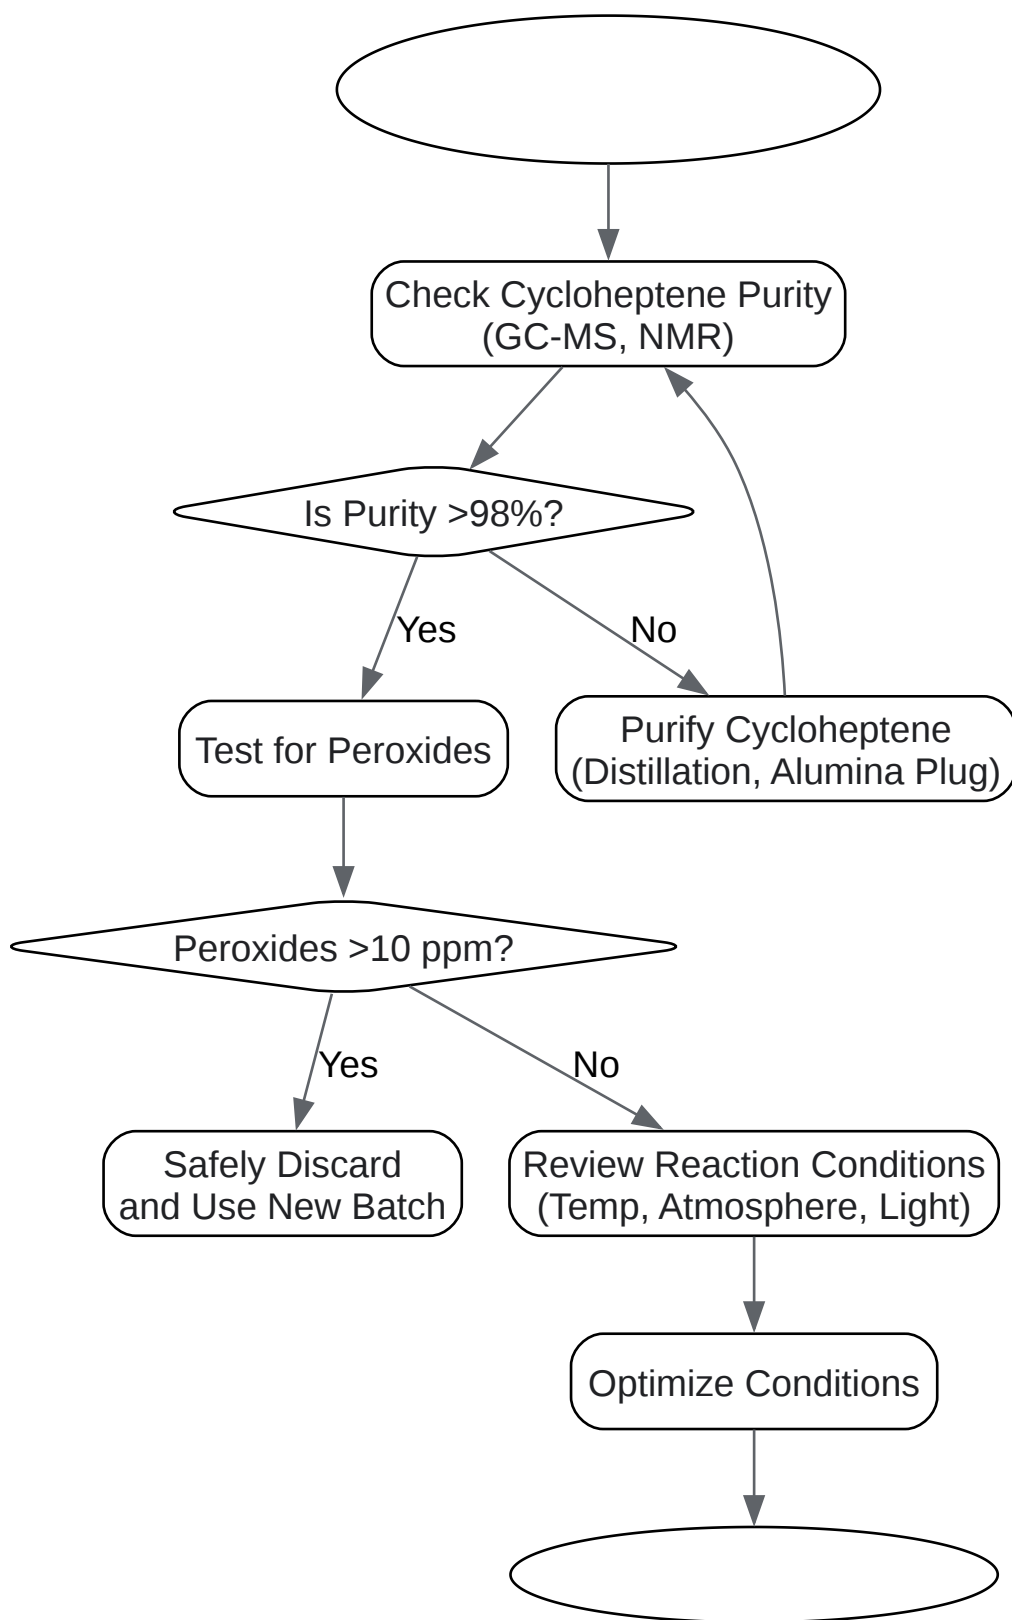 Check Cycloheptene Purity
(GC-MS, NMR)
Is Purity >98%?
Yes
No
Test for Peroxides
Purify Cycloheptene
(Distillation, Alumina Plug)
Peroxides >10 ppm?
Yes
No
Safely Discard
and Use New Batch
Review Reaction Conditions
(Temp, Atmosphere, Light)
Optimize Conditions